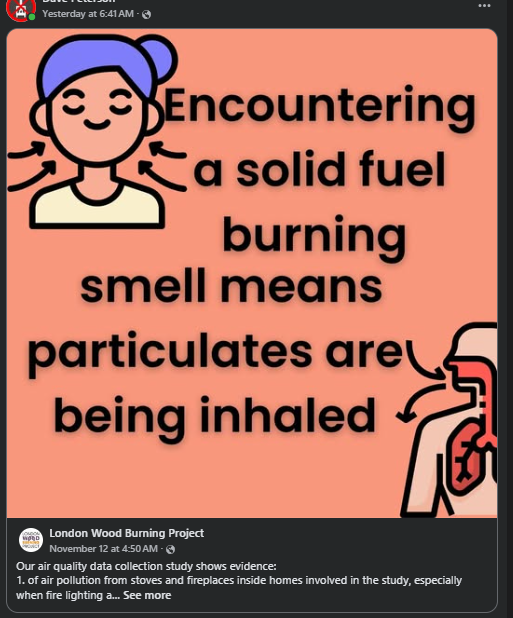 Dave Peterson
Yesterday at 6:41 AM ·
Encountering
a solid fuel
burning
smell means
particulates are
being inhaled
London Wood Burning Project
November 12 at 4:50 AM ·
Our air quality data collection study shows evidence:
1. of air pollution from stoves and fireplaces inside homes involved in the study, especially
when fire lighting a... See more